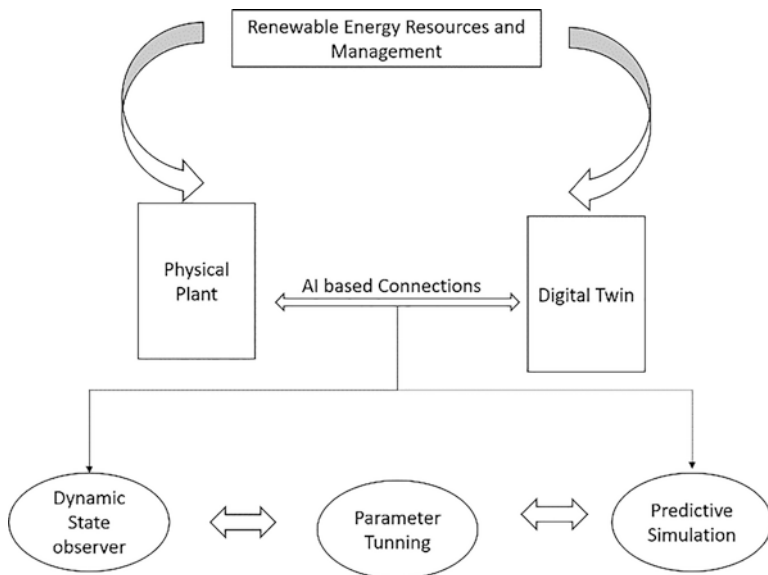 Renewable Energy Resources and
Management
Physical
Plant
AI based Connections
Digital Twin
Dynamic
State
observer
Parameter
Tunning
Predictive
Simulation